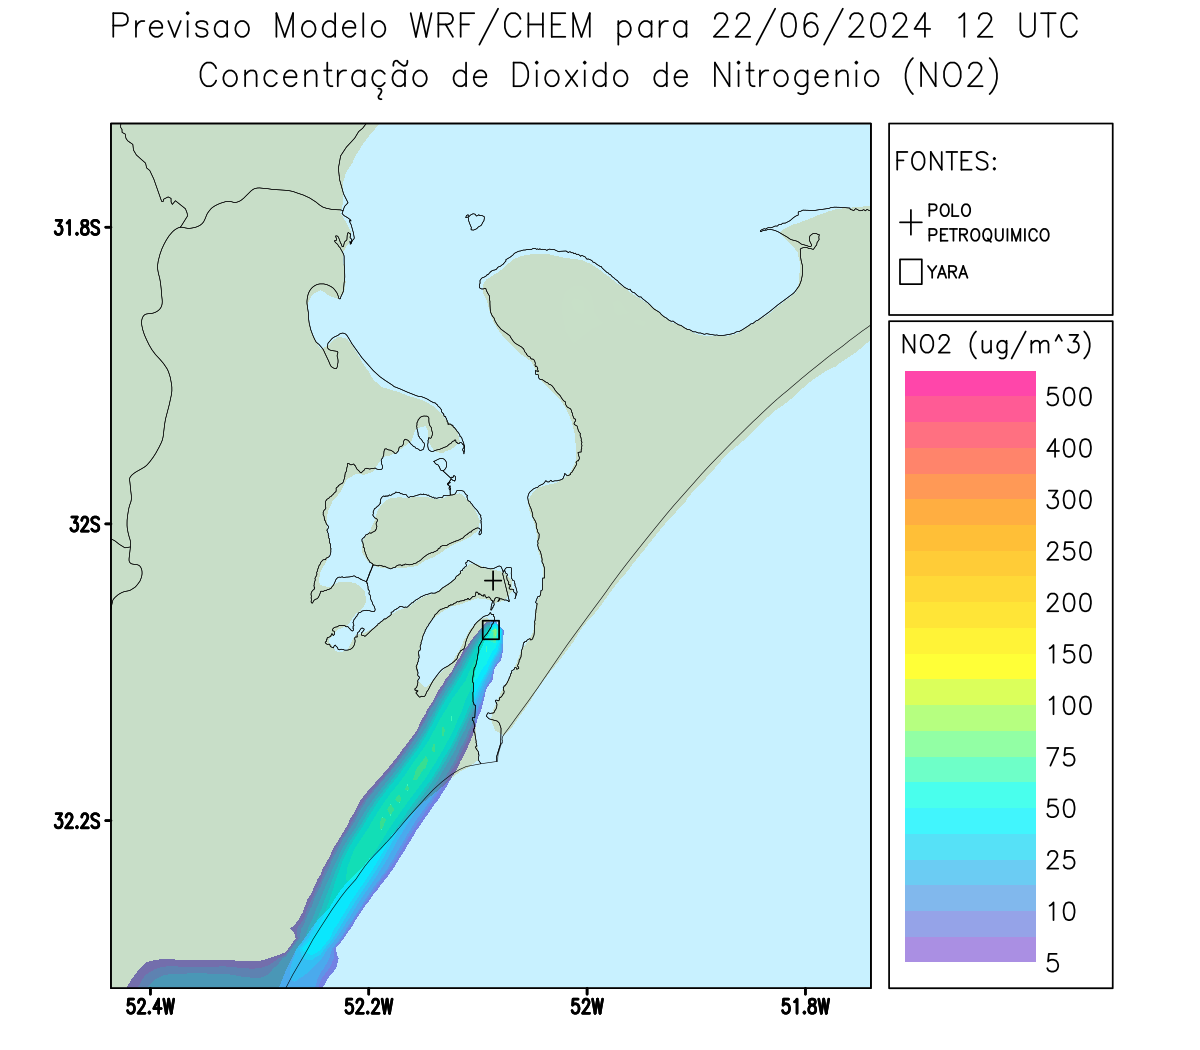 Previsao Modelo WRF/CHEM para 22/06/2024 12 UTC
Concentração de Dioxido de Nitrogenio (NO2)
FONTES:
POLO
PETROQUIMICO
YARA
NO2 (ug/m^3)
500
400
300
250
200
150
100
75
50
25
10
5
31.8S
32S
32.2S
52.4W
52.2W
52W
51.8W